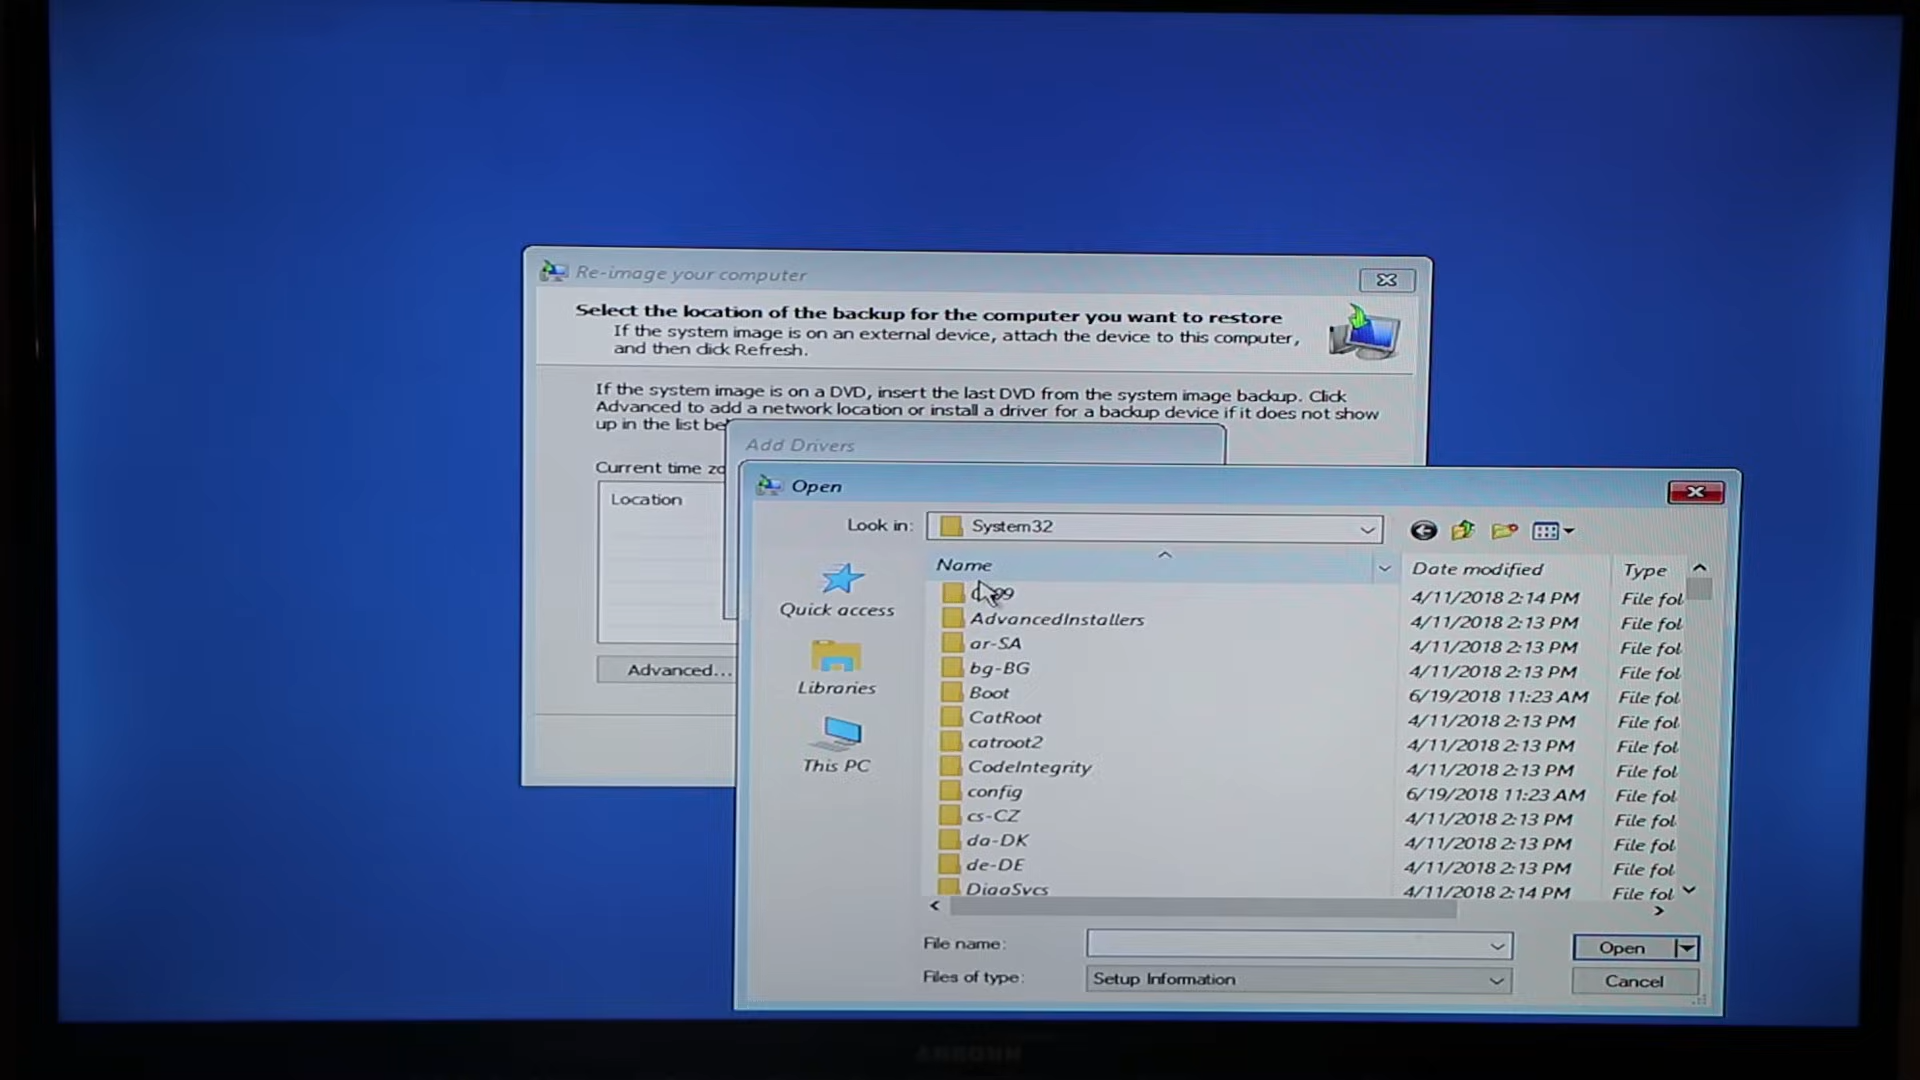 Re-image your computer
Select the location of the backup for the computer you want to restore
If the system image is on an external device, attach the device to this computer,
and then click Refresh.
If the system image is on a DVD, insert the last DVD from the system image backup. Click
Advanced to add a network location or install a driver for a backup device if it does not show
up in the list be
Add Drivers
Current time zo
Location
Advanced...
Open
Look in: System32
Quick access
Libraries
This PC
Name Date modified Type
4/11/2018 2:14 PM File fol
AdvancedInstallers 4/11/2018 2:13 PM File fol
ar-SA 4/11/2018 2:13 PM File fol
bg-BG 4/11/2018 2:13 PM File fol
Boot 6/19/2018 11:23 AM File fol
CatRoot 4/11/2018 2:13 PM File fol
catroot2 4/11/2018 2:13 PM File fol
CodeIntegrity 4/11/2018 2:13 PM File fol
config 6/19/2018 11:23 AM File fol
cs-CZ 4/11/2018 2:13 PM File fol
da-DK 4/11/2018 2:13 PM File fol
de-DE 4/11/2018 2:13 PM File fol
DiagSvcs 4/11/2018 2:14 PM File fol
File name: Open
Files of type: Setup Information Cancel